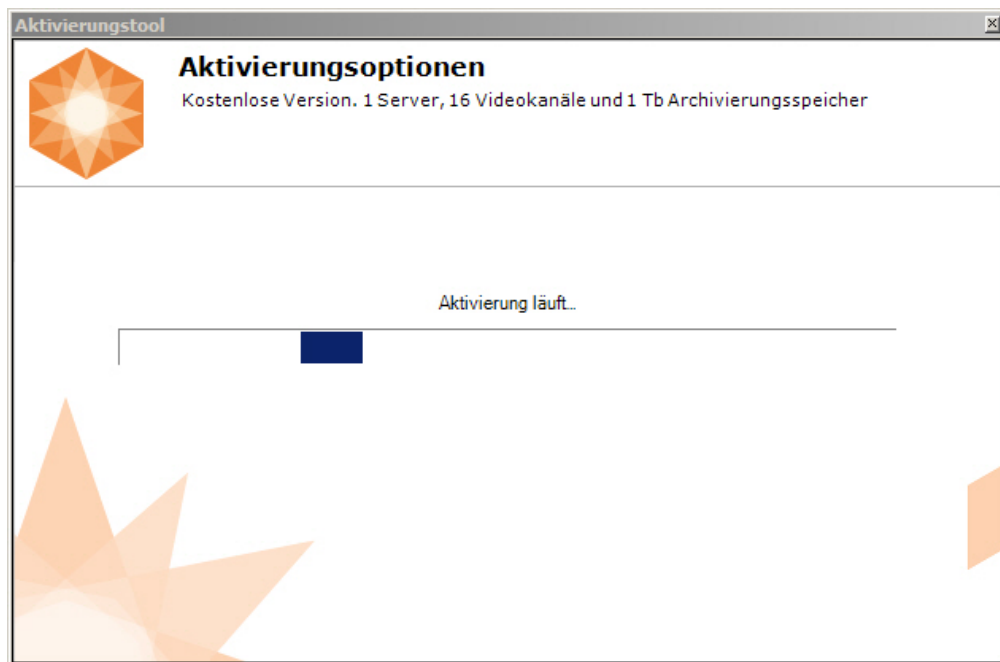 Aktivierungstool
Aktivierungsoptionen
Kostenlose Version. 1 Server, 16 Videokanäle und 1 Tb Archivierungsspeicher
Aktivierung läuft...